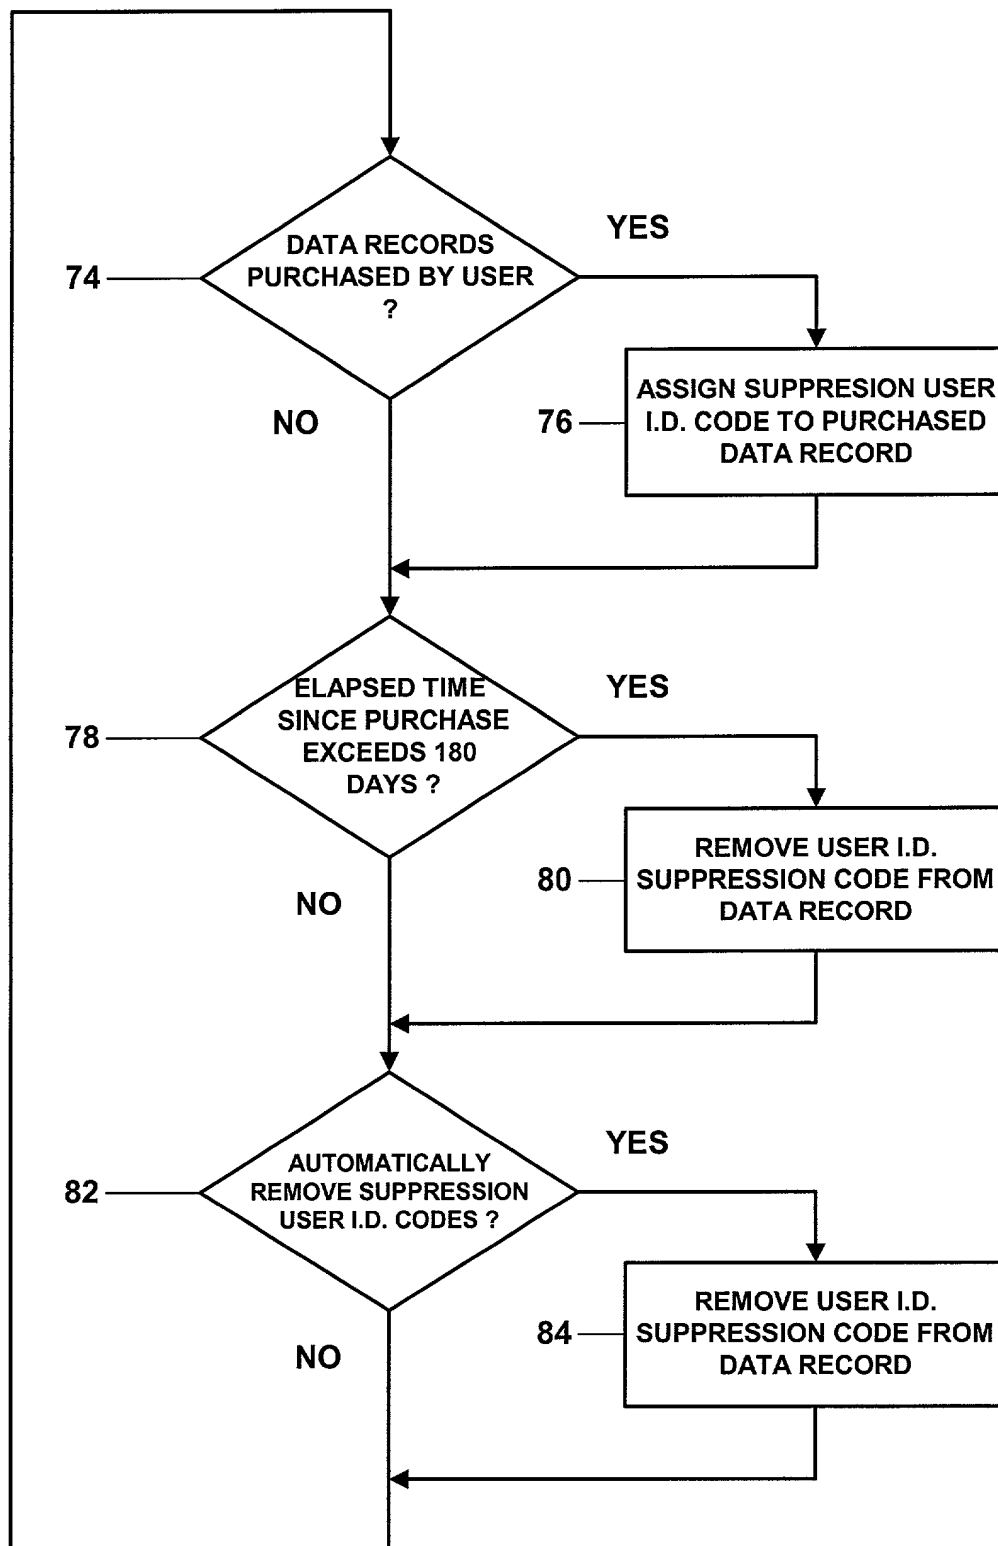 DATA RECORDS
PURCHASED BY USER
?
YES
74
NO
ASSIGN SUPPRESION USER
I.D. CODE TO PURCHASED
DATA RECORD
76
ELAPSED TIME
SINCE PURCHASE
EXCEEDS 180
DAYS ?
YES
78
NO
REMOVE USER I.D.
SUPPRESSION CODE FROM
DATA RECORD
80
AUTOMATICALLY
REMOVE SUPPRESSION
USER I.D. CODES ?
YES
82
NO
REMOVE USER I.D.
SUPPRESSION CODE FROM
DATA RECORD
84